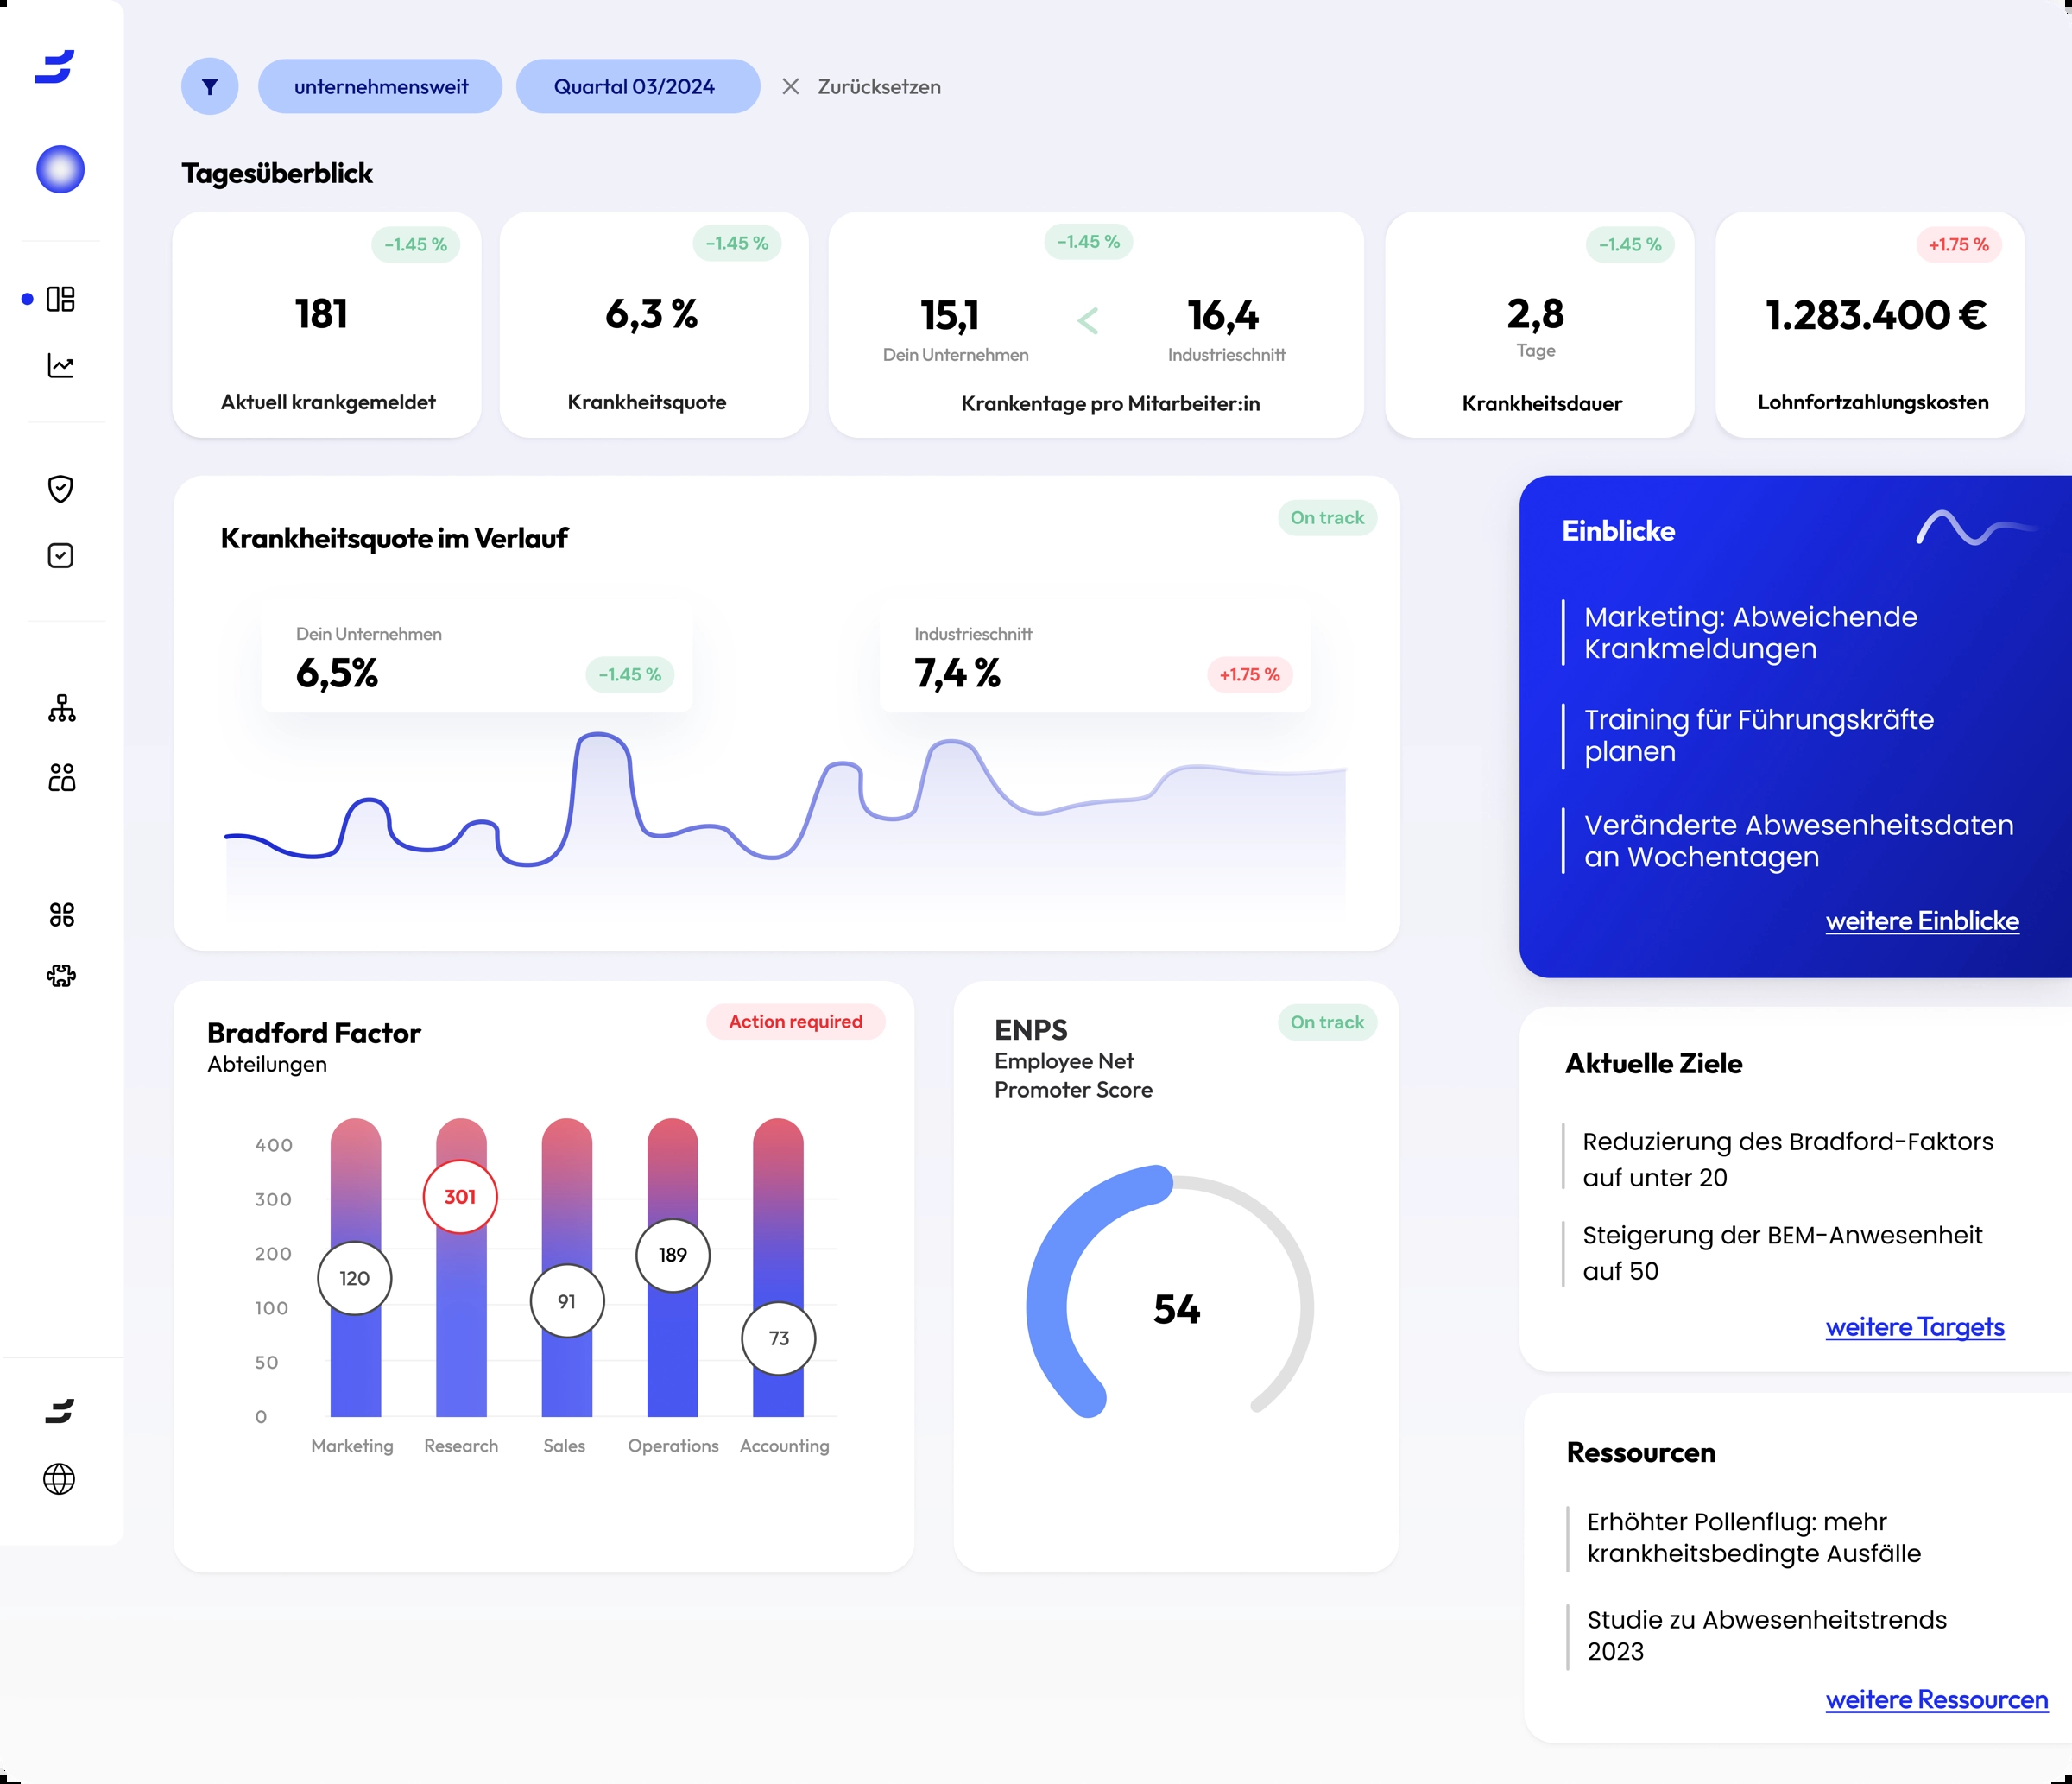 unternehmensweit
Quartal 03/2024
Zurücksetzen
Tagesüberblick
-1.45 %
181
Aktuell krankgemeldet
-1.45 %
6,3 %
Krankheitsquote
-1.45 %
15,1 < 16,4
Dein Unternehmen Industrieschnitt
Krankentage pro Mitarbeiter:in
-1.45 %
2,8
Tage
Krankheitsdauer
+1.75 %
1.283.400 €
Lohnfortzahlungskosten
On track
Krankheitsquote im Verlauf
Dein Unternehmen
6,5%
-1.45 %
Industrieschnitt
7,4 %
+1.75 %
Einblicke
Marketing: Abweichende
Krankmeldungen
Training für Führungskräfte
planen
Veränderte Abwesenheitsdaten
an Wochentagen
weitere Einblicke
Action required
Bradford Factor
Abteilungen
400
300
200
100
50
0
120
301
91
189
73
Marketing Research Sales Operations Accounting
ENPS
On track
Employee Net
Promoter Score
54
Aktuelle Ziele
Reduzierung des Bradford-Faktors
auf unter 20
Steigerung der BEM-Anwesenheit
auf 50
weitere Targets
Ressourcen
Erhöhter Pollenflug: mehr
krankheitsbedingte Ausfälle
Studie zu Abwesenheitstrends
2023
weitere Ressourcen